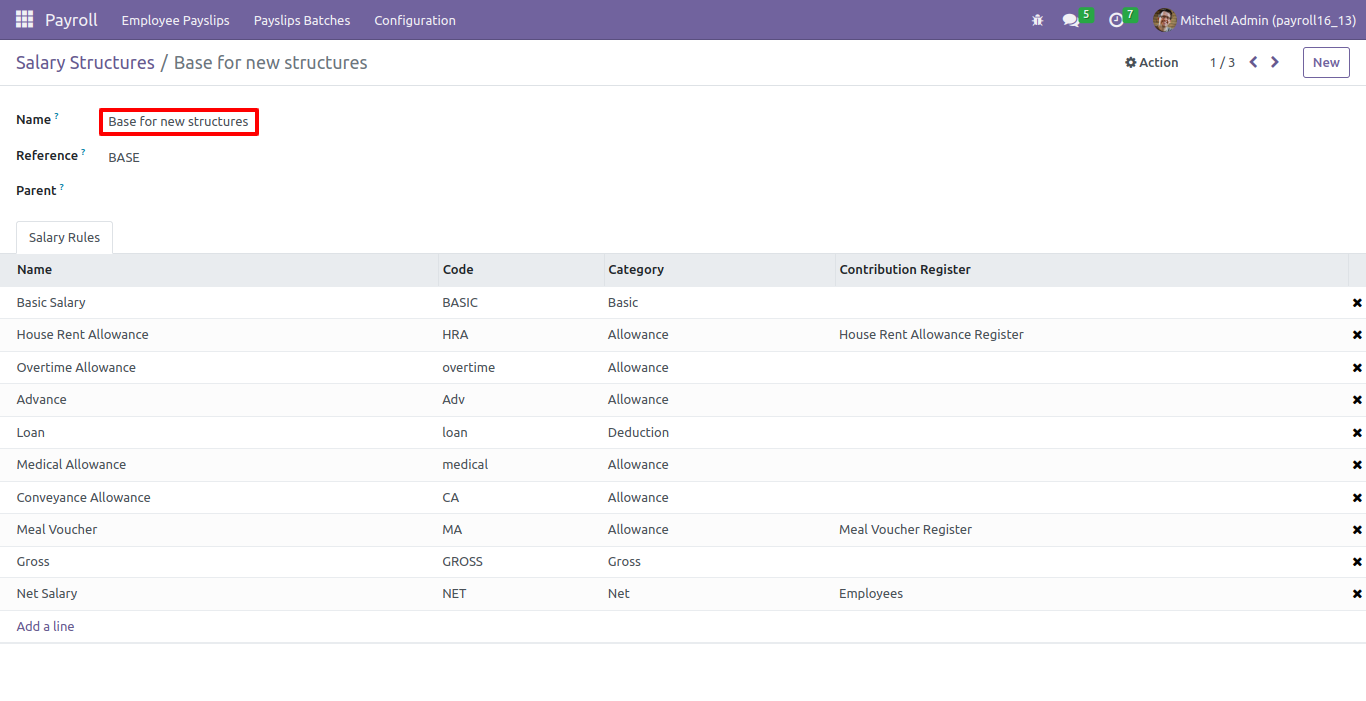 Payroll Employee Payslips Payslips Batches Configuration 5 7 Mitchell Admin (payroll16_13)
Salary Structures / Base for new structures Action 1 / 3 New
Name ? Base for new structures
Reference ? BASE
Parent ?
Salary Rules
Name Code Category Contribution Register
Basic Salary BASIC Basic
House Rent Allowance HRA Allowance House Rent Allowance Register
Overtime Allowance overtime Allowance
Advance Adv Allowance
Loan loan Deduction
Medical Allowance medical Allowance
Conveyance Allowance CA Allowance
Meal Voucher MA Allowance Meal Voucher Register
Gross GROSS Gross
Net Salary NET Net Employees
Add a line